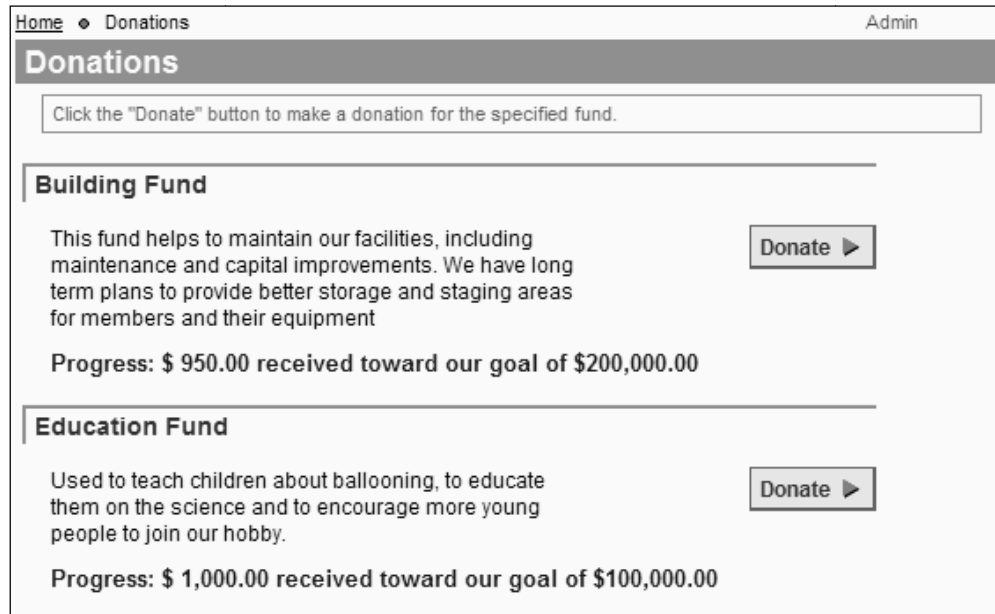 Home ● Donations Admin
Donations
Click the "Donate" button to make a donation for the specified fund.
Building Fund
This fund helps to maintain our facilities, including
maintenance and capital improvements. We have long
term plans to provide better storage and staging areas
for members and their equipment
Donate
Progress: $ 950.00 received toward our goal of $200,000.00
Education Fund
Used to teach children about ballooning, to educate
them on the science and to encourage more young
people to join our hobby.
Donate
Progress: $ 1,000.00 received toward our goal of $100,000.00